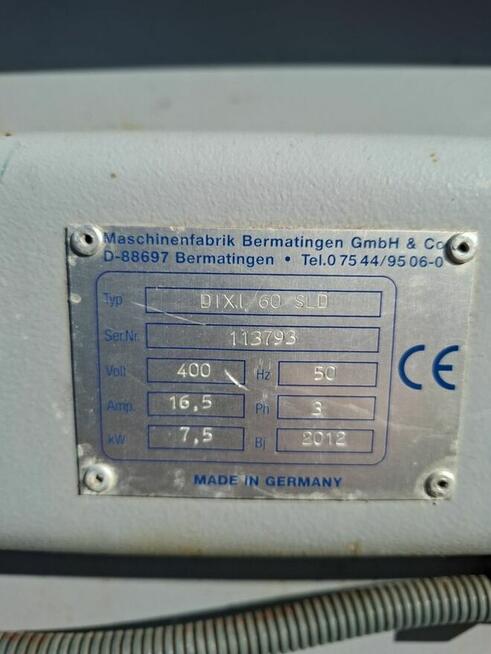 Maschinenfabrik Bermatingen GmbH & Co
D-88697 Bermatingen • Tel.0 75 44/95 06-0
Typ DIX.I 60 SLD
Ser.Nr. 113793
Volt 400 Hz 50
Amp. 16,5 Ph 3
kW 7,5 Bj 2012
CE
MADE IN GERMANY